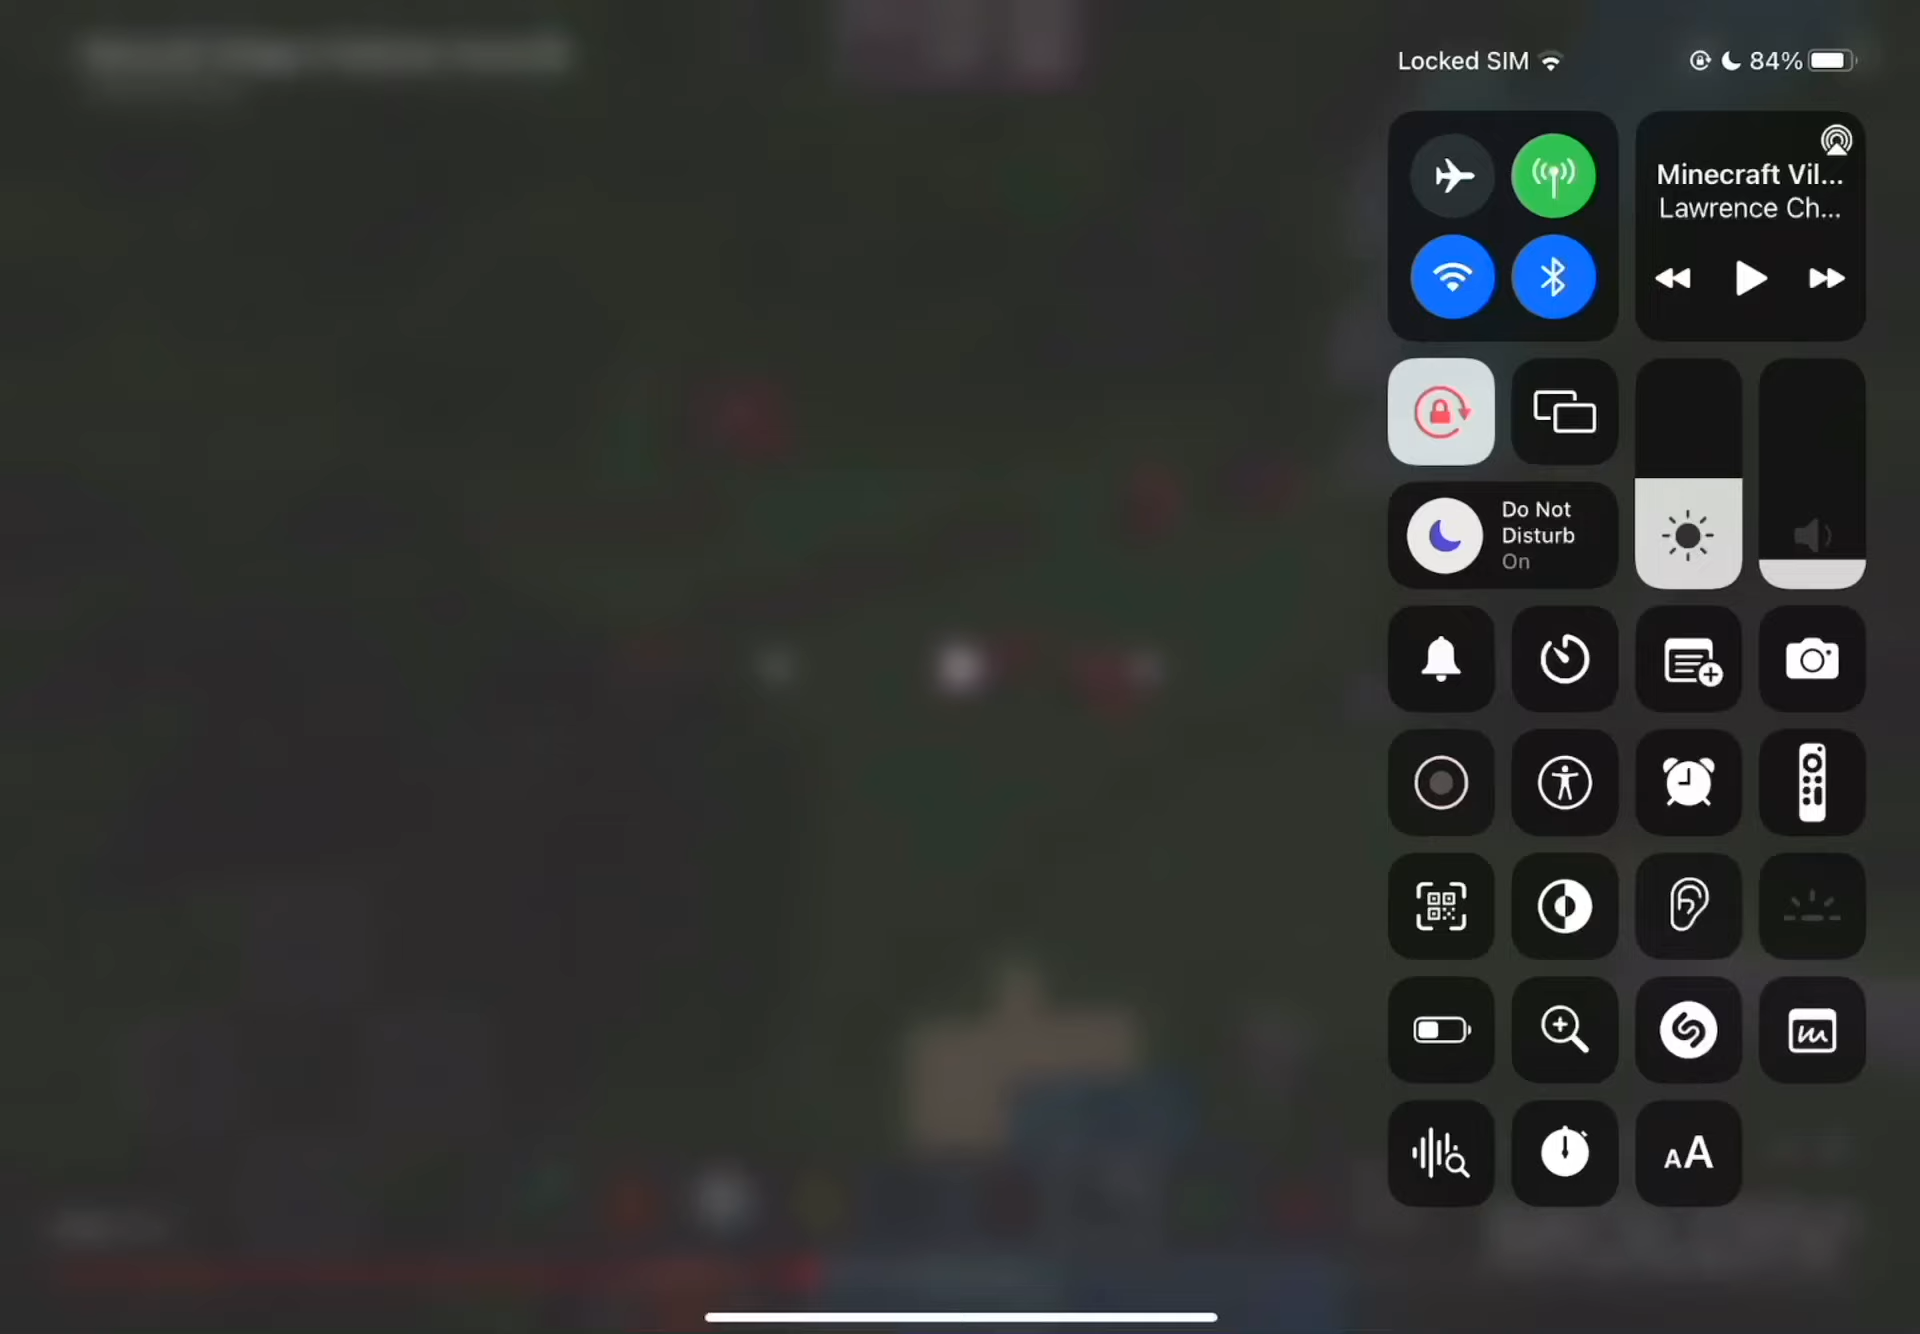 Locked SIM
84%
Minecraft Vil...
Lawrence Ch...
Do Not
Disturb
On
AA